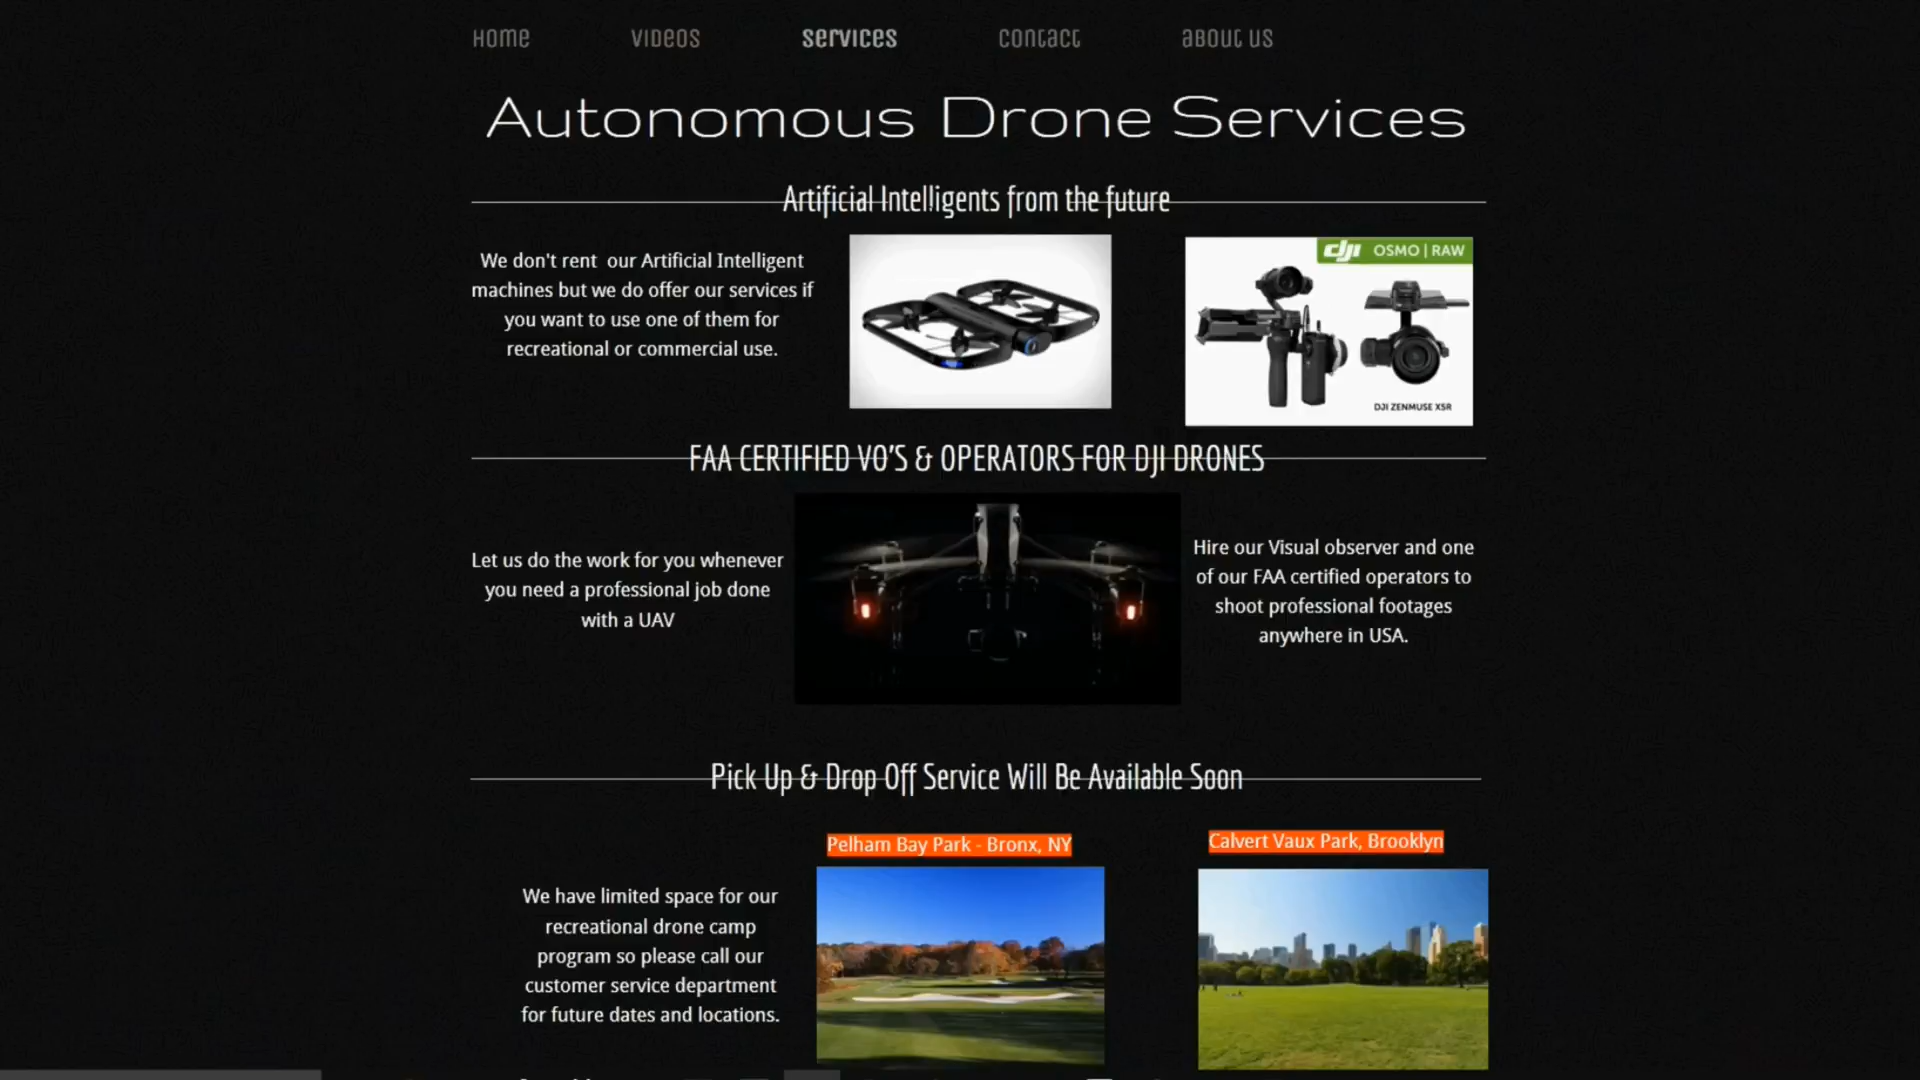 Home
videos
services
contact
about us
Autonomous Drone Services
Artificial Intelligents from the future
We don't rent our Artificial Intelligent
machines but we do offer our services if
you want to use one of them for
recreational or commercial use.
dji OSMO | RAW
DJI ZENMUSE X5R
FAA CERTIFIED VO'S & OPERATORS FOR DJI DRONES
Let us do the work for you whenever
you need a professional job done
with a UAV
Hire our Visual observer and one
of our FAA certified operators to
shoot professional footages
anywhere in USA.
Pick Up & Drop Off Service Will Be Available Soon
Pelham Bay Park - Bronx, NY
Calvert Vaux Park, Brooklyn
We have limited space for our
recreational drone camp
program so please call our
customer service department
for future dates and locations.